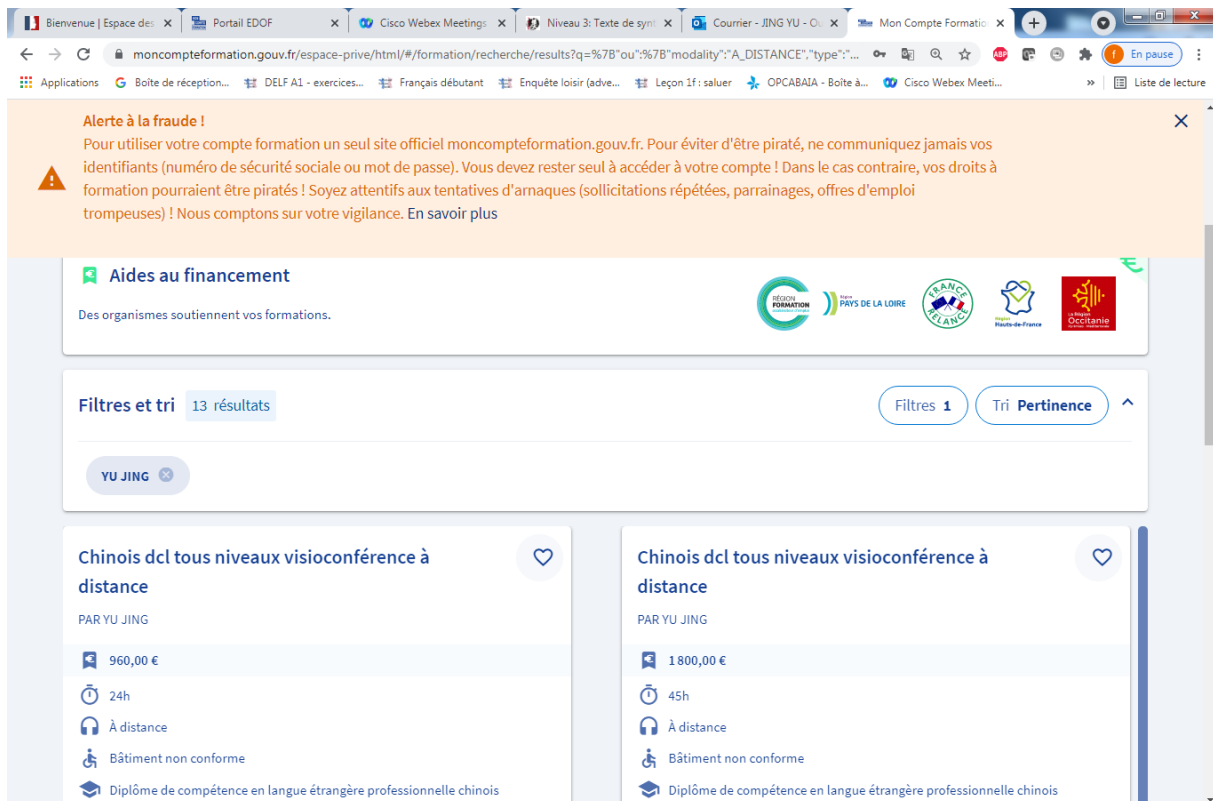 Bienvenue | Espace des
Portail EDOF
Cisco Webex Meetings
Niveau 3: Texte de synt
Courrier - JING YU - Ou
Mon Compte Formatio
moncompteformation.gouv.fr/espace-prive/html/#/formation/recherche/results?q=%7B"ou":%7B"modality":"A_DISTANCE","type":"...
En pause
Applications
Boîte de réception...
DELF A1 - exercices...
Français débutant
Enquête loisir (adve...
Leçon 1f: saluer
OPCABAIA - Boîte à...
Cisco Webex Meeti...
»
Liste de lecture
Alerte à la fraude !
Pour utiliser votre compte formation un seul site officiel moncompteformation.gouv.fr. Pour éviter d'être piraté, ne communiquez jamais vos
identifiants (numéro de sécurité sociale ou mot de passe). Vous devez rester seul à accéder à votre compte ! Dans le cas contraire, vos droits à
formation pourraient être piratés ! Soyez attentifs aux tentatives d'arnaques (sollicitations répétées, parrainages, offres d'emploi
trompeuses) ! Nous comptons sur votre vigilance. En savoir plus
Aides au financement
Des organismes soutiennent vos formations.
RÉGION
FORMATION
Région
PAYS DE LA LOIRE
FRANCE
RELANCE
Région
Hauts-de-France
La Région
Occitanie
Filtres et tri
13 résultats
Filtres 1
Tri Pertinence
YU JING
Chinois dcl tous niveaux visioconférence à
distance
PAR YU JING
960,00 €
24h
À distance
Bâtiment non conforme
Diplôme de compétence en langue étrangère professionnelle chinois
Chinois dcl tous niveaux visioconférence à
distance
PAR YU JING
1 800,00 €
45h
À distance
Bâtiment non conforme
Diplôme de compétence en langue étrangère professionnelle chinois